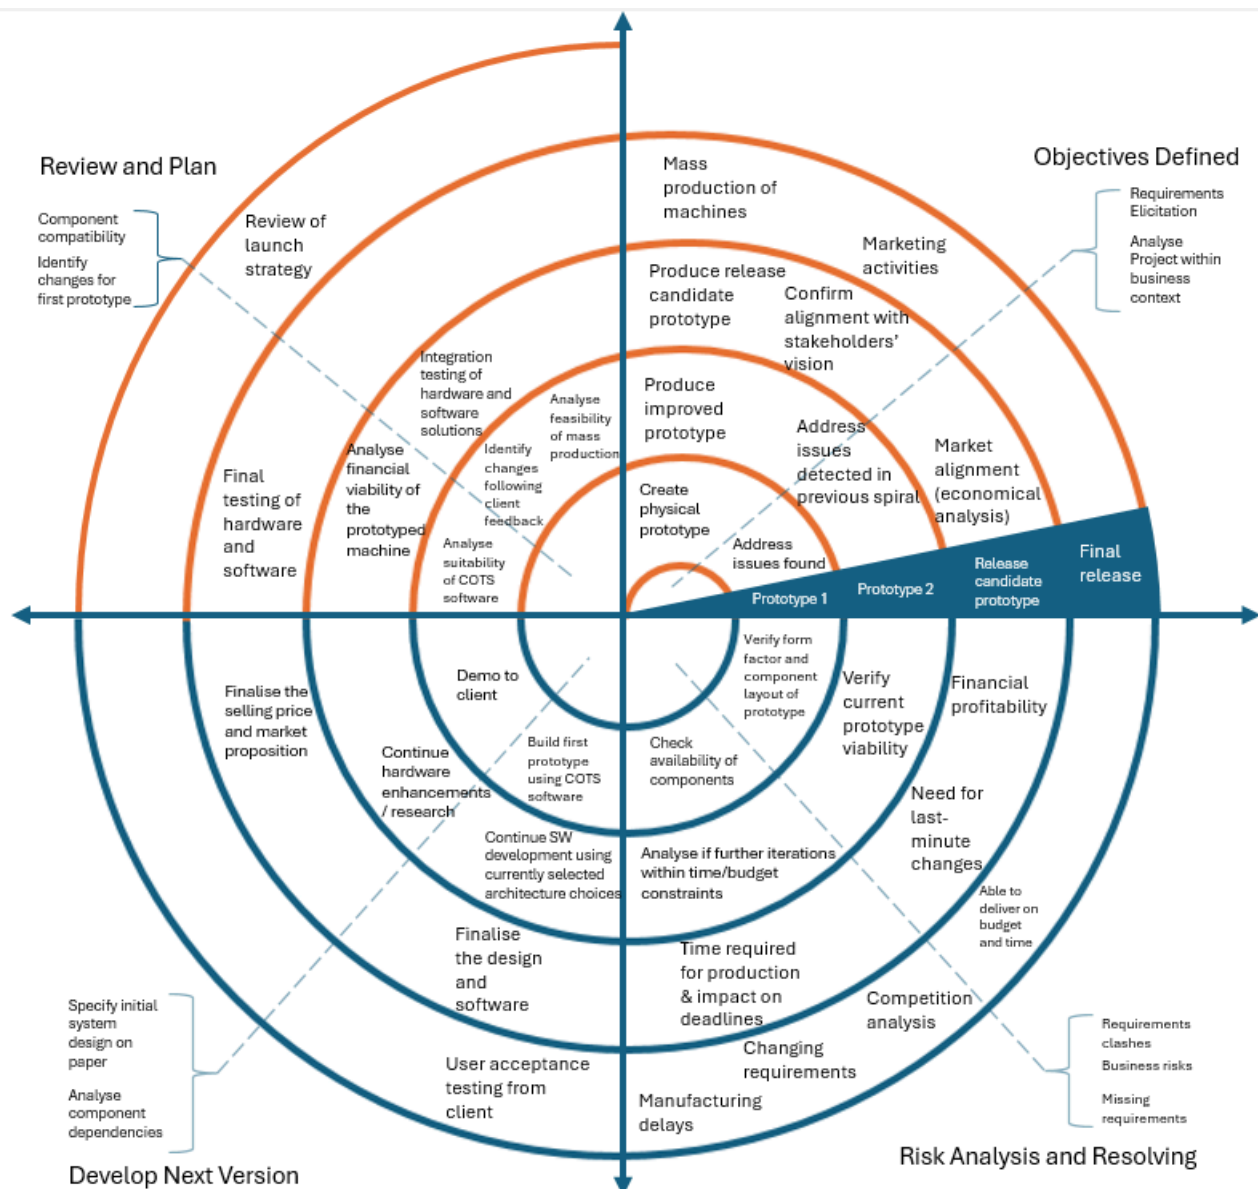 Review and Plan
Component
compatibility
Identify
changes for
first prototype
Review of
launch
strategy
Final
testing of
hardware
and
software
Integration
testing of
hardware and
software
solutions
Analyse
financial
viability of
the
prototyped
machine
Analyse
feasibility
of mass
production
Identify
changes
following
client
feedback
Analyse
suitability
of COTS
software
Objectives Defined
Requirements
Elicitation
Analyse
Project within
business
context
Mass
production of
machines
Marketing
activities
Produce release
candidate
prototype
Confirm
alignment with
stakeholders'
vision
Produce
improved
prototype
Address
issues
detected in
previous spiral
Market
alignment
(economical
analysis)
Create
physical
prototype
Address
issues found
Prototype 1
Prototype 2
Release
candidate
prototype
Final
release
Demo to
client
Build first
prototype
using COTS
software
Finalise the
selling price
and market
proposition
Continue
hardware
enhancements
/ research
Continue SW
development using
currently selected
architecture choices
Finalise
the design
and
software
User acceptance
testing from
client
Specify initial
system
design on
paper
Analyse
component
dependencies
Develop Next Version
Verify form
factor and
component
layout of
prototype
Check
availability of
components
Verify
current
prototype
viability
Financial
profitability
Analyse if further iterations
within time/budget
constraints
Need for
last-
minute
changes
Able to
deliver on
budget
and time
Time required
for production
& impact on
deadlines
Competition
analysis
Changing
requirements
Manufacturing
delays
Requirements
clashes
Business risks
Missing
requirements
Risk Analysis and Resolving